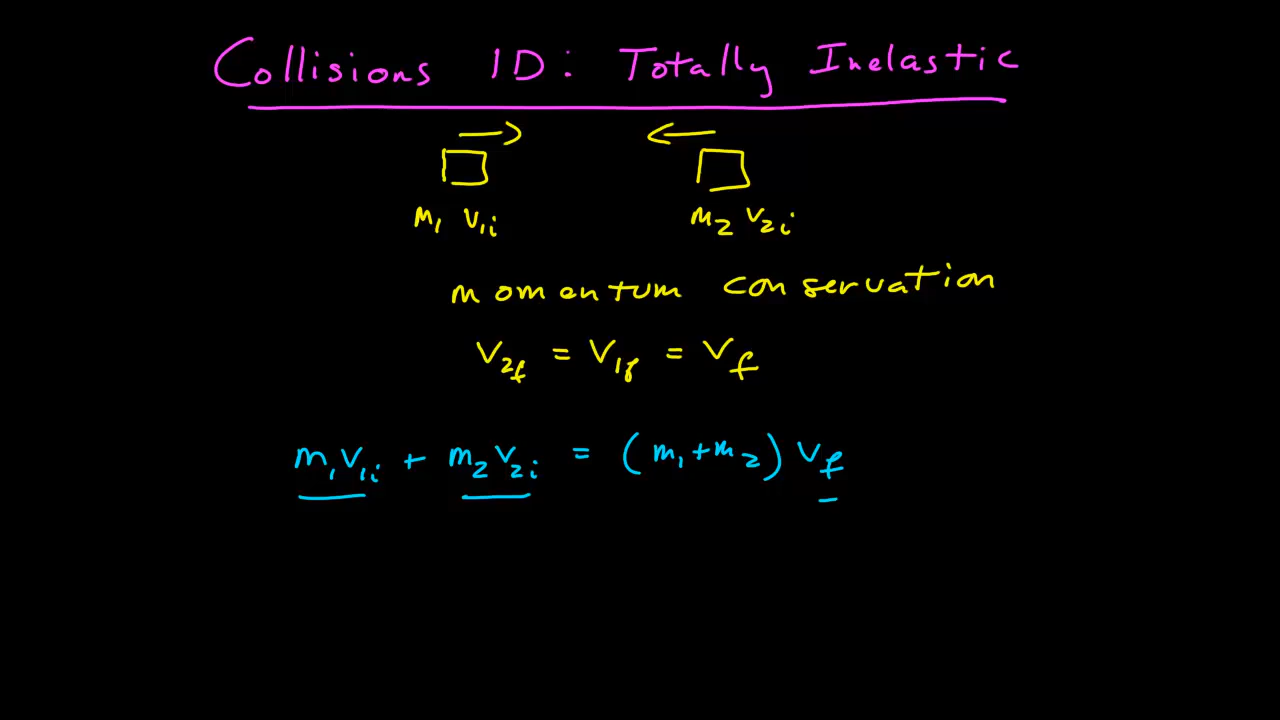 Collisions 1D: Totally Inelastic
m₁ v₁ᵢ m₂ v₂ᵢ
momentum conservation
v₂f = v₁f = vf
m₁v₁ᵢ + m₂v₂ᵢ = (m₁+m₂) vf